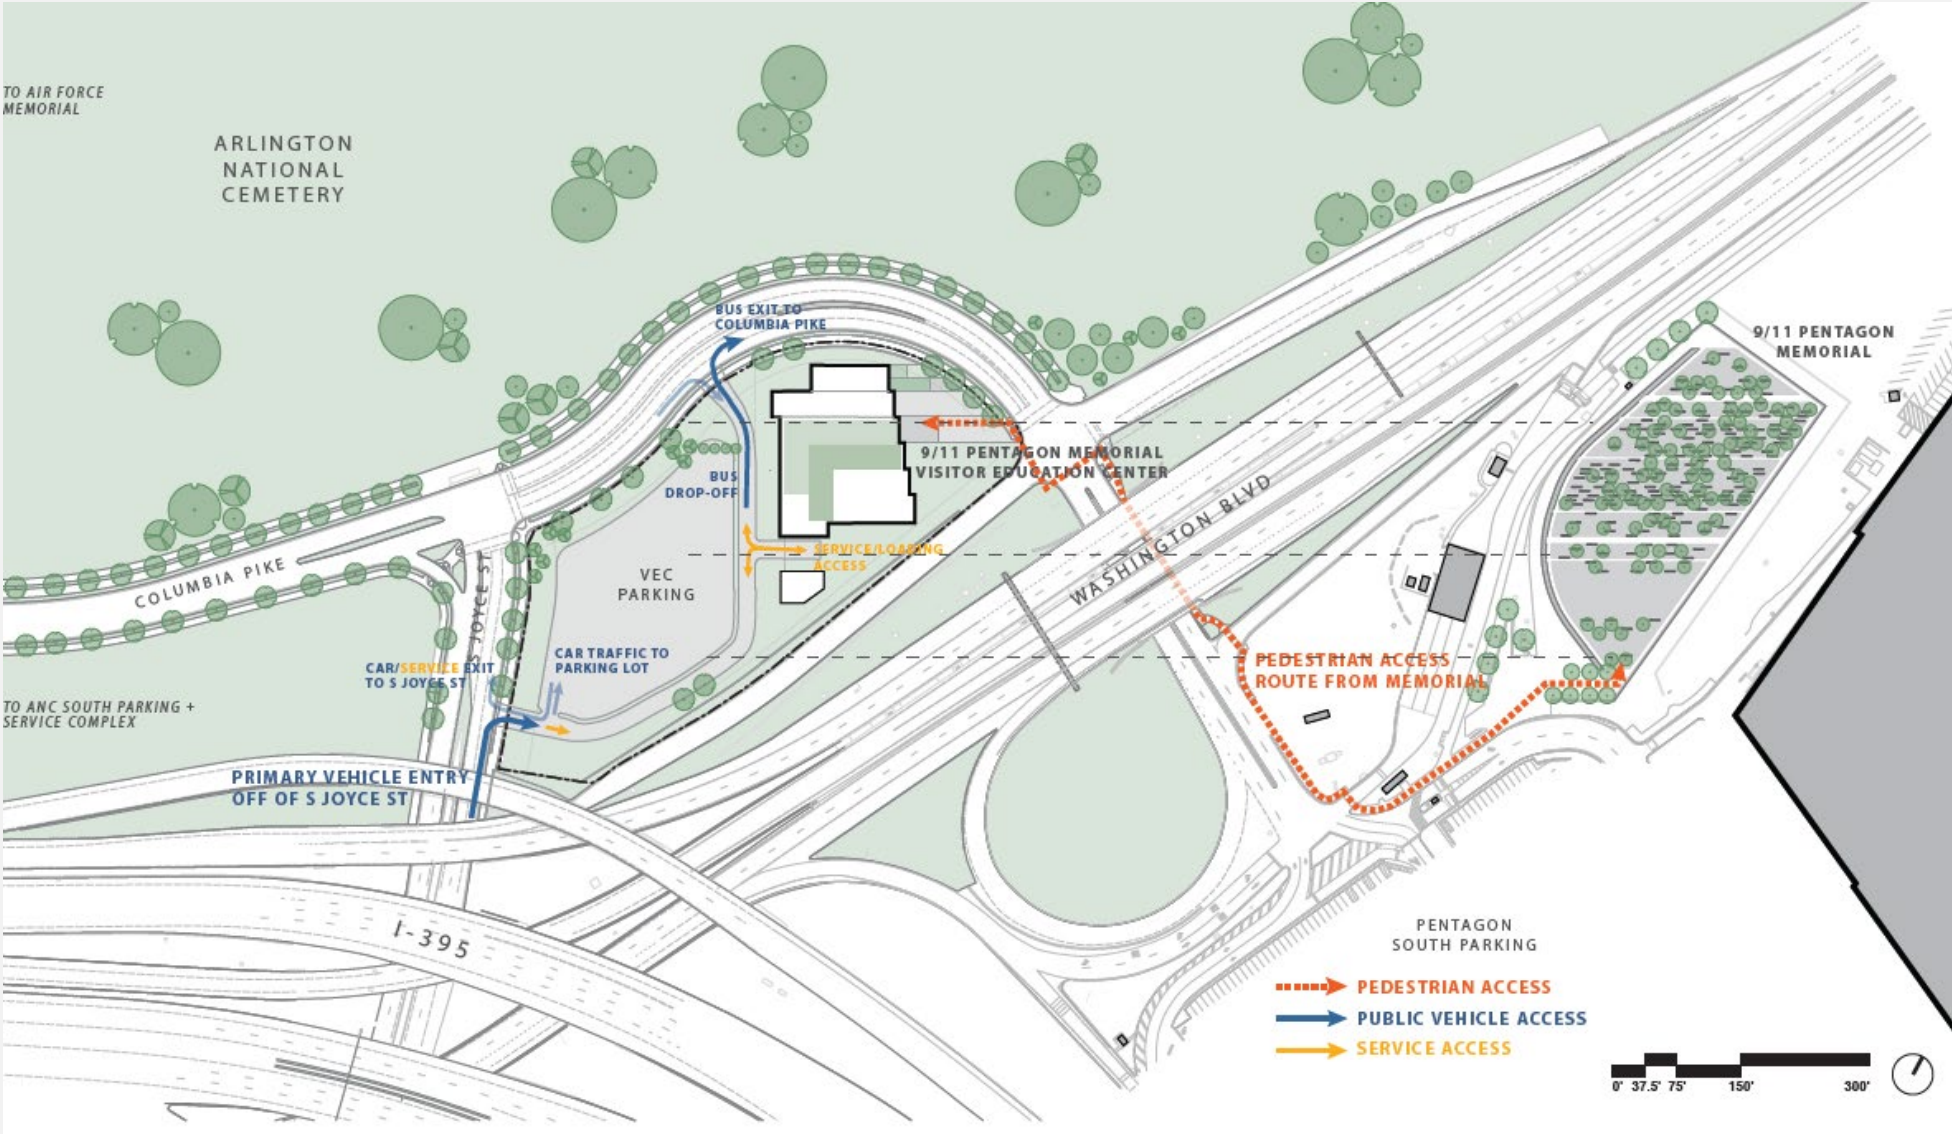 TO AIR FORCE
MEMORIAL
ARLINGTON
NATIONAL
CEMETERY
BUS EXIT TO
COLUMBIA PIKE
9/11 PENTAGON
MEMORIAL
9/11 PENTAGON MEMORIAL
VISITOR EDUCATION CENTER
BUS
DROP-OFF
WASHINGTON BLVD
SERVICE/LOADING
ACCESS
COLUMBIA PIKE
S JOYCE ST
VEC
PARKING
CAR/SERVICE EXIT
TO S JOYCE ST
CAR TRAFFIC TO
PARKING LOT
PEDESTRIAN ACCESS
ROUTE FROM MEMORIAL
TO ANC SOUTH PARKING +
SERVICE COMPLEX
PRIMARY VEHICLE ENTRY
OFF OF S JOYCE ST
I-395
PENTAGON
SOUTH PARKING
PEDESTRIAN ACCESS
PUBLIC VEHICLE ACCESS
SERVICE ACCESS
0' 37.5' 75' 150' 300'